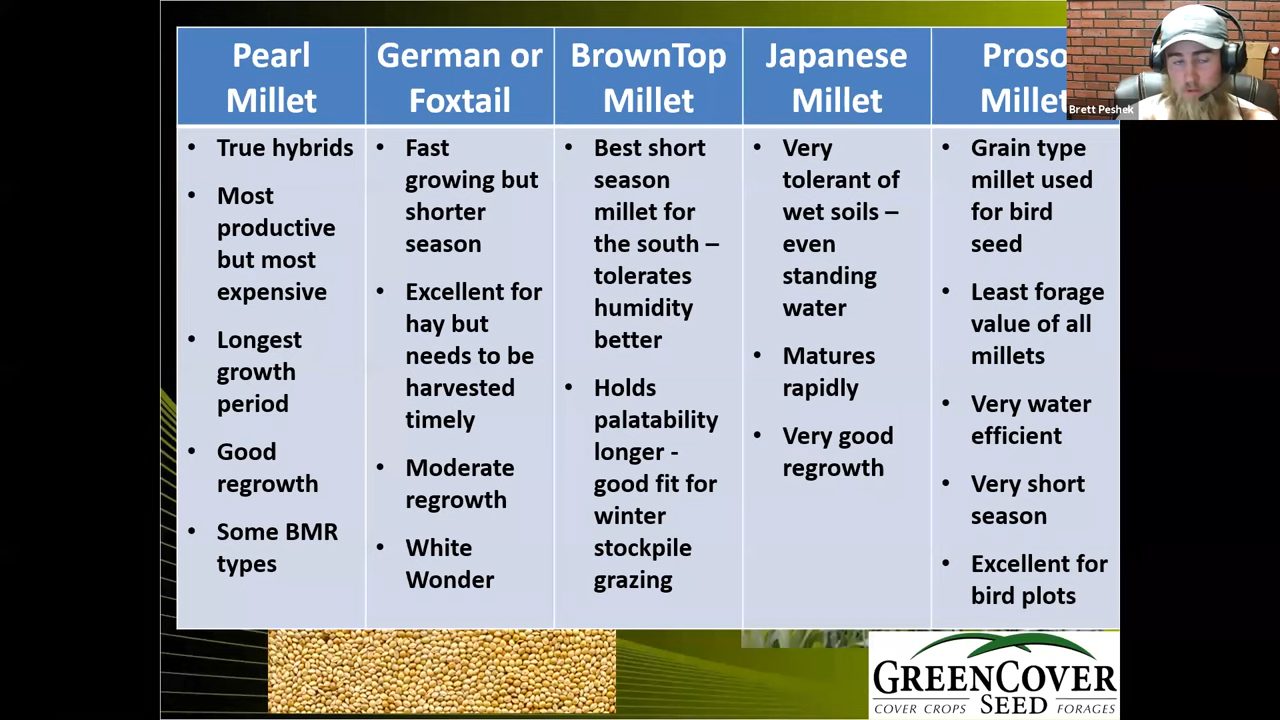 Pearl
Millet
German or
Foxtail
BrownTop
Millet
Japanese
Millet
Proso
Millet
Brett Peshek
• True hybrids
• Most
productive
but most
expensive
• Longest
growth
period
• Good
regrowth
• Some BMR
types
• Fast
growing but
shorter
season
• Excellent for
hay but
needs to be
harvested
timely
• Moderate
regrowth
• White
Wonder
• Best short
season
millet for
the south –
tolerates
humidity
better
• Holds
palatability
longer -
good fit for
winter
stockpile
grazing
• Very
tolerant of
wet soils –
even
standing
water
• Matures
rapidly
• Very good
regrowth
• Grain type
millet used
for bird
seed
• Least forage
value of all
millets
• Very water
efficient
• Very short
season
• Excellent for
bird plots
GREENCOVER
COVER CROPS SEED FORAGES